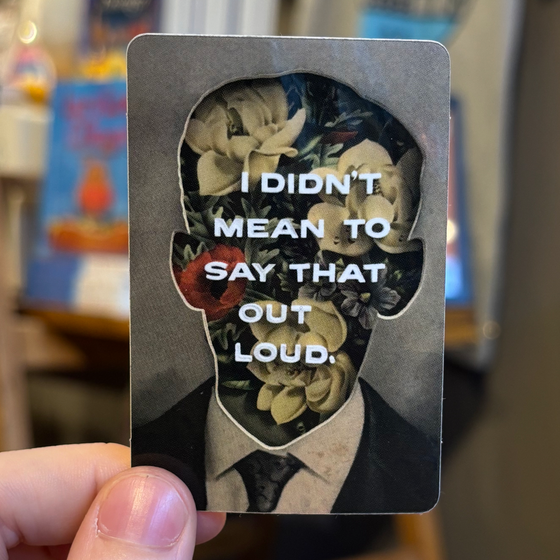 I DIDN'T
MEAN TO
SAY THAT
OUT
LOUD.